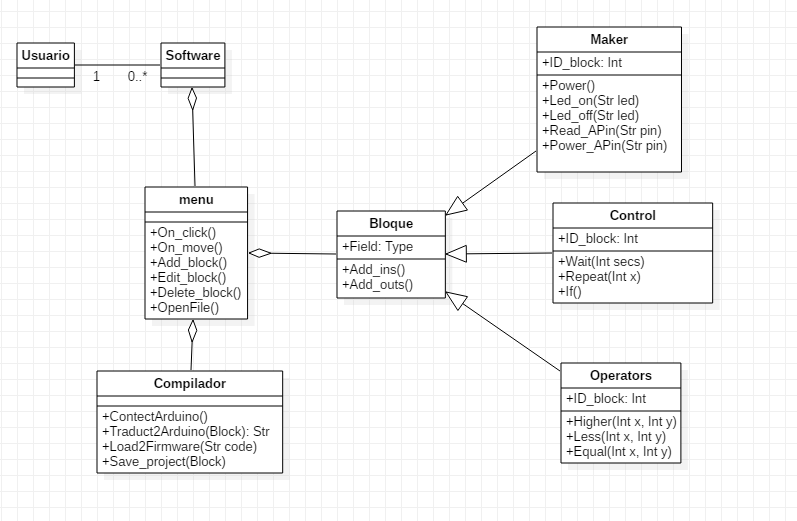 Usuario
1
0..*
Software
menu
+On_click()
+On_move()
+Add_block()
+Edit_block()
+Delete_block()
+OpenFile()
Compilador
+ContectArduino()
+Traduct2Arduino(Block): Str
+Load2Firmware(Str code)
+Save_project(Block)
Bloque
+Field: Type
+Add_ins()
+Add_outs()
Maker
+ID_block: Int
+Power()
+Led_on(Str led)
+Led_off(Str led)
+Read_APin(Str pin)
+Power_APin(Str pin)
Control
+ID_block: Int
+Wait(Int secs)
+Repeat(Int x)
+If()
Operators
+ID_block: Int
+Higher(Int x, Int y)
+Less(Int x, Int y)
+Equal(Int x, Int y)